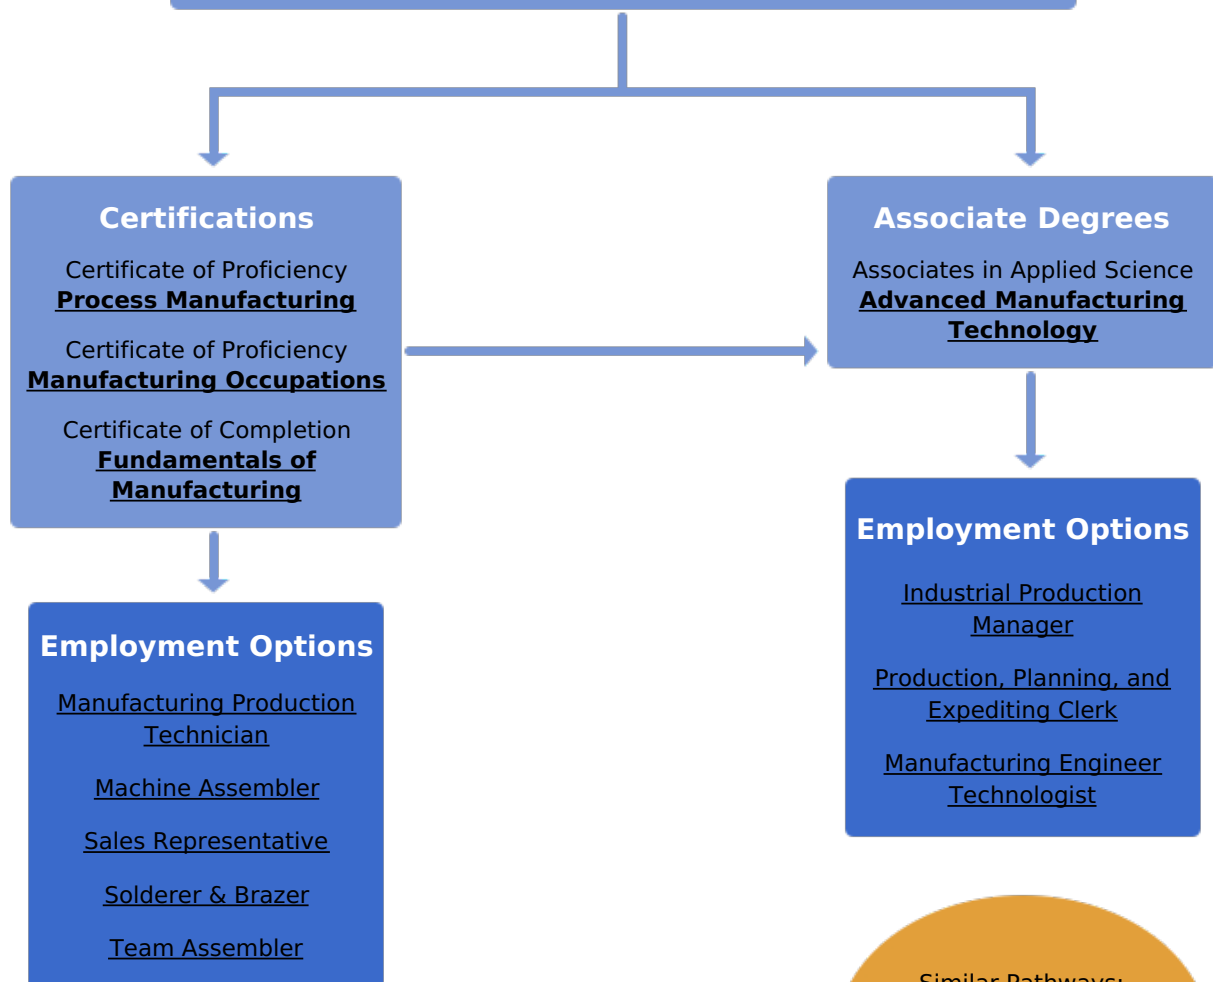 Certifications
Certificate of Proficiency
Process Manufacturing
Certificate of Proficiency
Manufacturing Occupations
Certificate of Completion
Fundamentals of
Manufacturing
Associate Degrees
Associates in Applied Science
Advanced Manufacturing
Technology
Employment Options
Manufacturing Production
Technician
Machine Assembler
Sales Representative
Solderer & Brazer
Team Assembler
Employment Options
Industrial Production
Manager
Production, Planning, and
Expediting Clerk
Manufacturing Engineer
Technologist
Similar Pathways: